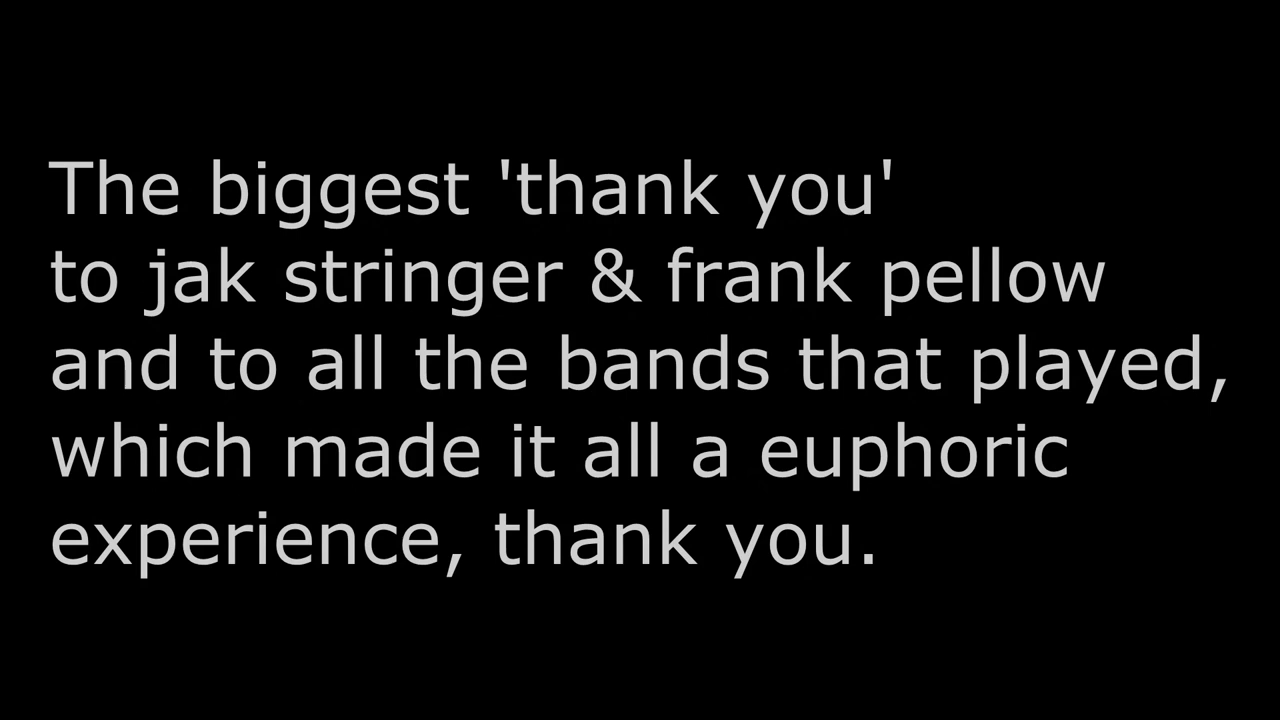 The biggest 'thank you'
to jak stringer & frank pellow
and to all the bands that played,
which made it all a euphoric
experience, thank you.